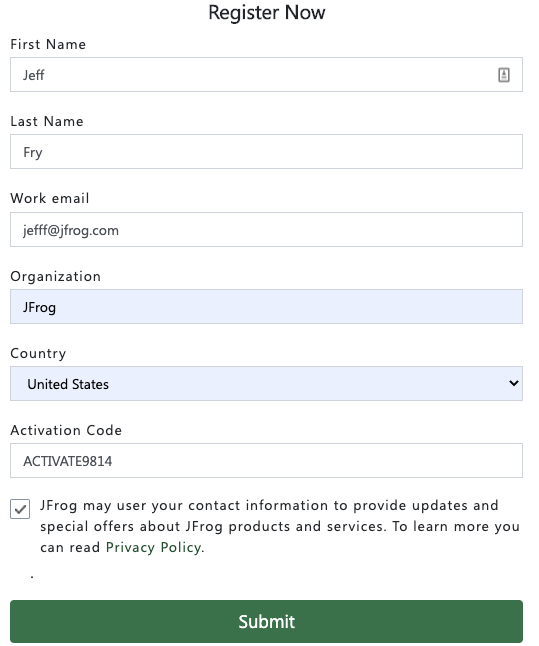 Register Now
First Name
Jeff
Last Name
Fry
Work email
jefff@jfrog.com
Organization
JFrog
Country
United States
Activation Code
ACTIVATE9814
JFrog may user your contact information to provide updates and
special offers about JFrog products and services. To learn more you
can read Privacy Policy.
.
Submit